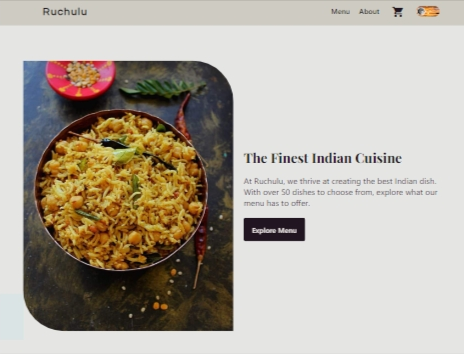 Ruchulu
Menu About
The Finest Indian Cuisine
At Ruchulu, we thrive at creating the best Indian dish.
With over 50 dishes to choose from, explore what our
menu has to offer.
Explore Menu